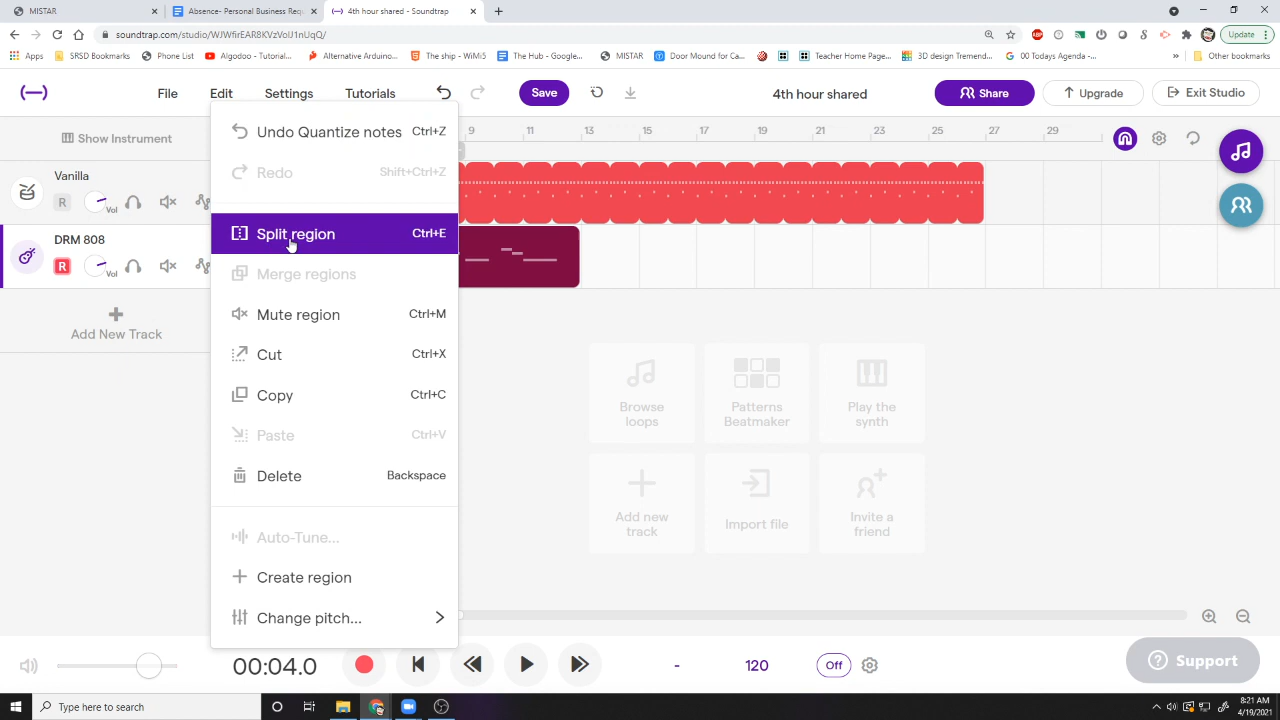 MISTAR
Absence- Personal Business Req
4th hour shared - Soundtrap
soundtrap.com/studio/WJWfirEAR8KVzVolJ1nUqQ/
Update
Apps
SRSD Bookmarks
Phone List
Algodoo - Tutorial...
Alternative Arduino...
The ship - WiMi5
The Hub - Google...
MISTAR
Door Mound for Ca...
Teacher Home Page...
3D design Tremendo...
00 Todays Agenda -...
Other bookmarks
File
Edit
Settings
Tutorials
Save
4th hour shared
Share
Upgrade
Exit Studio
Show Instrument
9 11 13 15 17 19 21 23 25 27 29
Vanilla
R
Vol
DRM 808
R
Vol
Add New Track
Undo Quantize notes Ctrl+Z
Redo Shift+Ctrl+Z
Split region Ctrl+E
Merge regions
Mute region Ctrl+M
Cut Ctrl+X
Copy Ctrl+C
Paste Ctrl+V
Delete Backspace
Auto-Tune...
Create region
Change pitch...
Browse
loops
Patterns
Beatmaker
Play the
synth
Add new
track
Import file
Invite a
friend
00:04.0
-
120
Off
Support
Type here to search
8:21 AM
4/19/2021